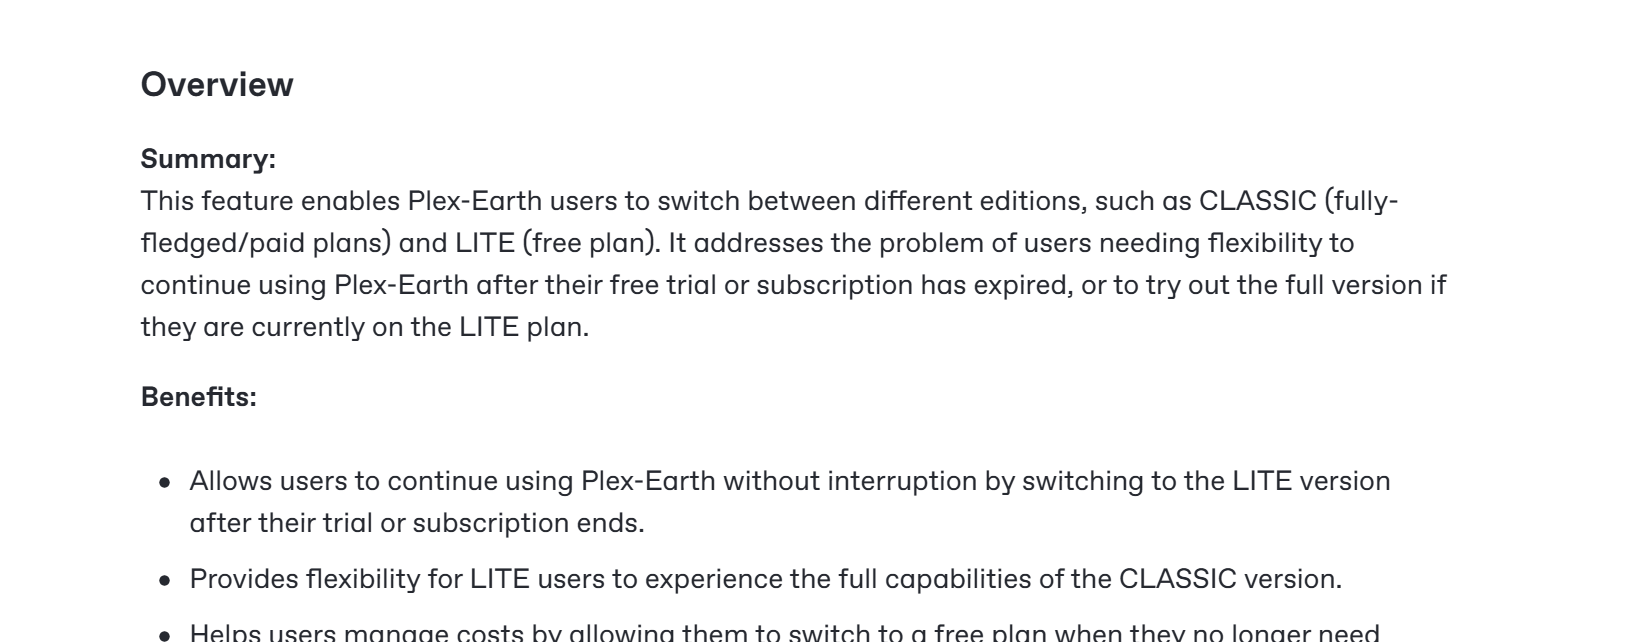 Overview
Summary:
This feature enables Plex-Earth users to switch between different editions, such as CLASSIC (fully-
fledged/paid plans) and LITE (free plan). It addresses the problem of users needing flexibility to
continue using Plex-Earth after their free trial or subscription has expired, or to try out the full version if
they are currently on the LITE plan.
Benefits:
• Allows users to continue using Plex-Earth without interruption by switching to the LITE version
after their trial or subscription ends.
• Provides flexibility for LITE users to experience the full capabilities of the CLASSIC version.
• Helps users manage costs by allowing them to switch to a free plan when they no longer need